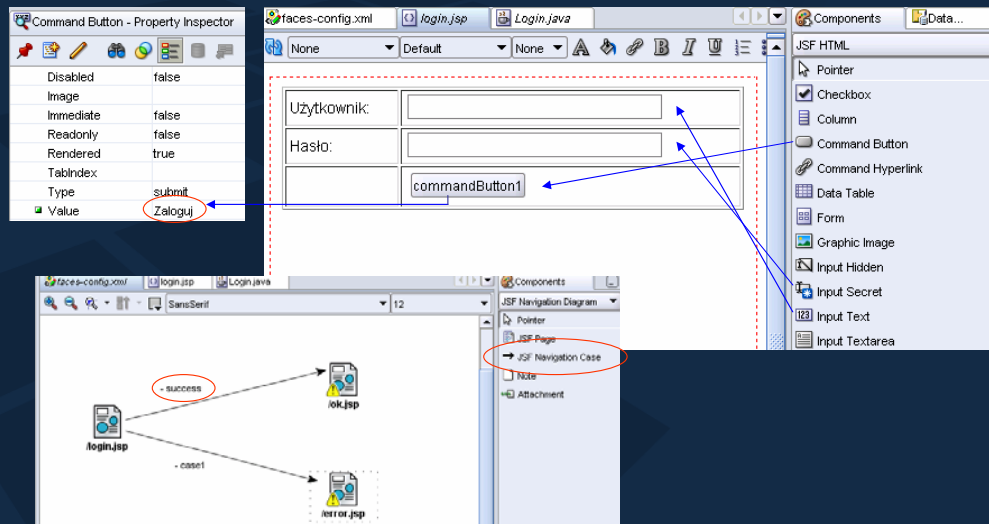 Command Button - Property Inspector
Disabled false
Image
Immediate false
Readonly false
Rendered true
TabIndex
Type submit
Value Zaloguj
faces-config.xml login.jsp Login.java
None Default None A B I U
Użytkownik:
Hasło:
commandButton1
Components Data...
JSF HTML
Pointer
Checkbox
Column
Command Button
Command Hyperlink
Data Table
Form
Graphic Image
Input Hidden
Input Secret
123 Input Text
Input Textarea
faces-config.xml login.jsp Login.java
SansSerif 12
- success
/ok.jsp
/login.jsp
- case1
/error.jsp
Components
JSF Navigation Diagram
Pointer
JSF Page
JSF Navigation Case
Note
Attachment